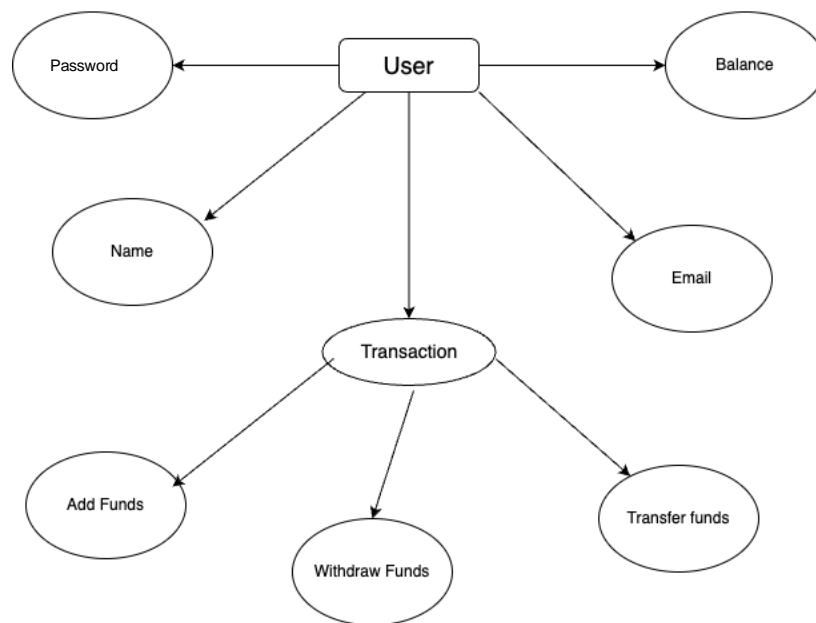 Password
User
Balance
Name
Email
Transaction
Add Funds
Withdraw Funds
Transfer funds